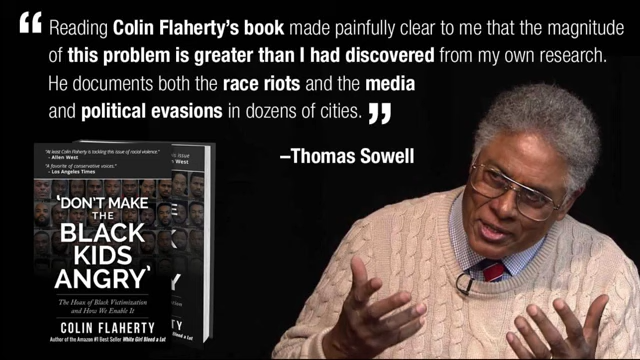 “ Reading Colin Flaherty’s book made painfully clear to me that the magnitude
of this problem is greater than I had discovered from my own research.
He documents both the race riots and the media
and political evasions in dozens of cities. ”
–Thomas Sowell
"At least Colin Flaherty is tackling this issue of racial violence."
- Allen West
"A favorite of conservative voices."
- Los Angeles Times
'DON'T MAKE
THE
BLACK
KIDS
ANGRY'
The Hoax of Black Victimization
and How We Enable It
COLIN FLAHERTY
Author of the Amazon #1 Best Seller White Girl Bleed a Lot